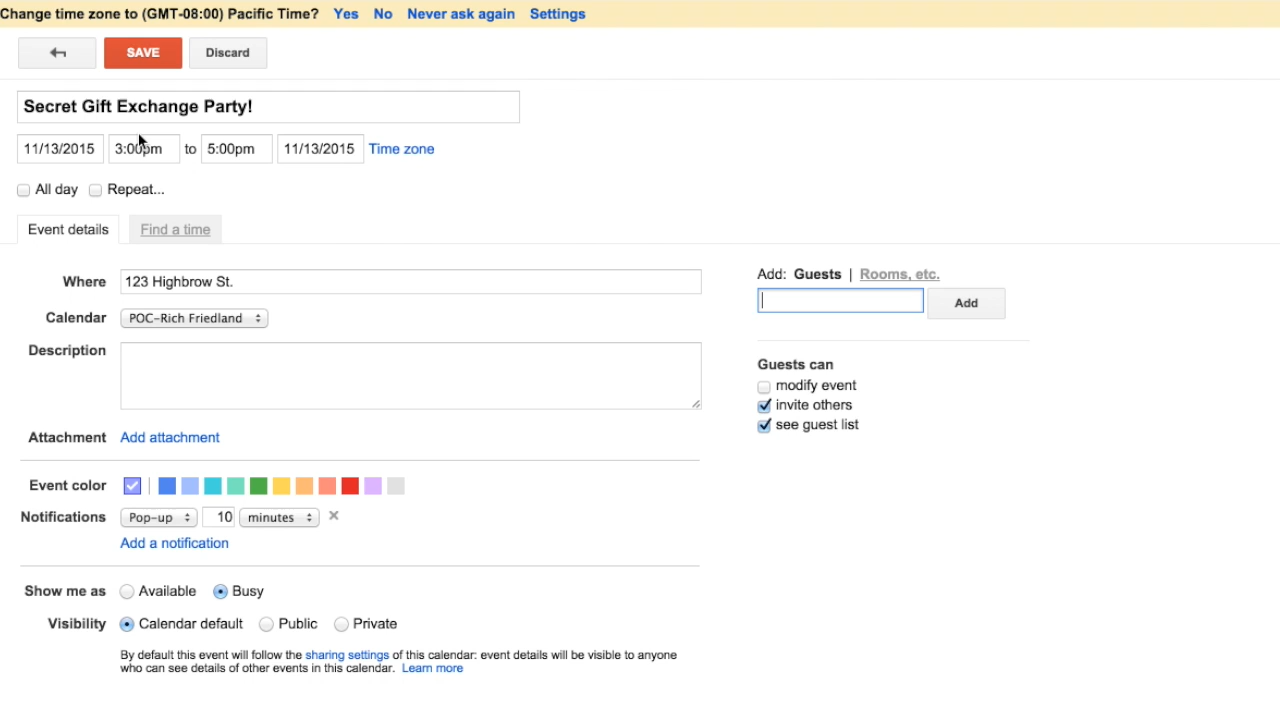 Change time zone to (GMT-08:00) Pacific Time? Yes No Never ask again Settings
SAVE Discard
Secret Gift Exchange Party!
11/13/2015 3:00pm to 5:00pm 11/13/2015 Time zone
All day Repeat...
Event details Find a time
Where 123 Highbrow St.
Calendar POC-Rich Friedland
Description
Attachment Add attachment
Event color
Notifications Pop-up 10 minutes
Add a notification
Show me as Available Busy
Visibility Calendar default Public Private
By default this event will follow the sharing settings of this calendar: event details will be visible to anyone
who can see details of other events in this calendar. Learn more
Add: Guests | Rooms, etc.
Add
Guests can
modify event
invite others
see guest list